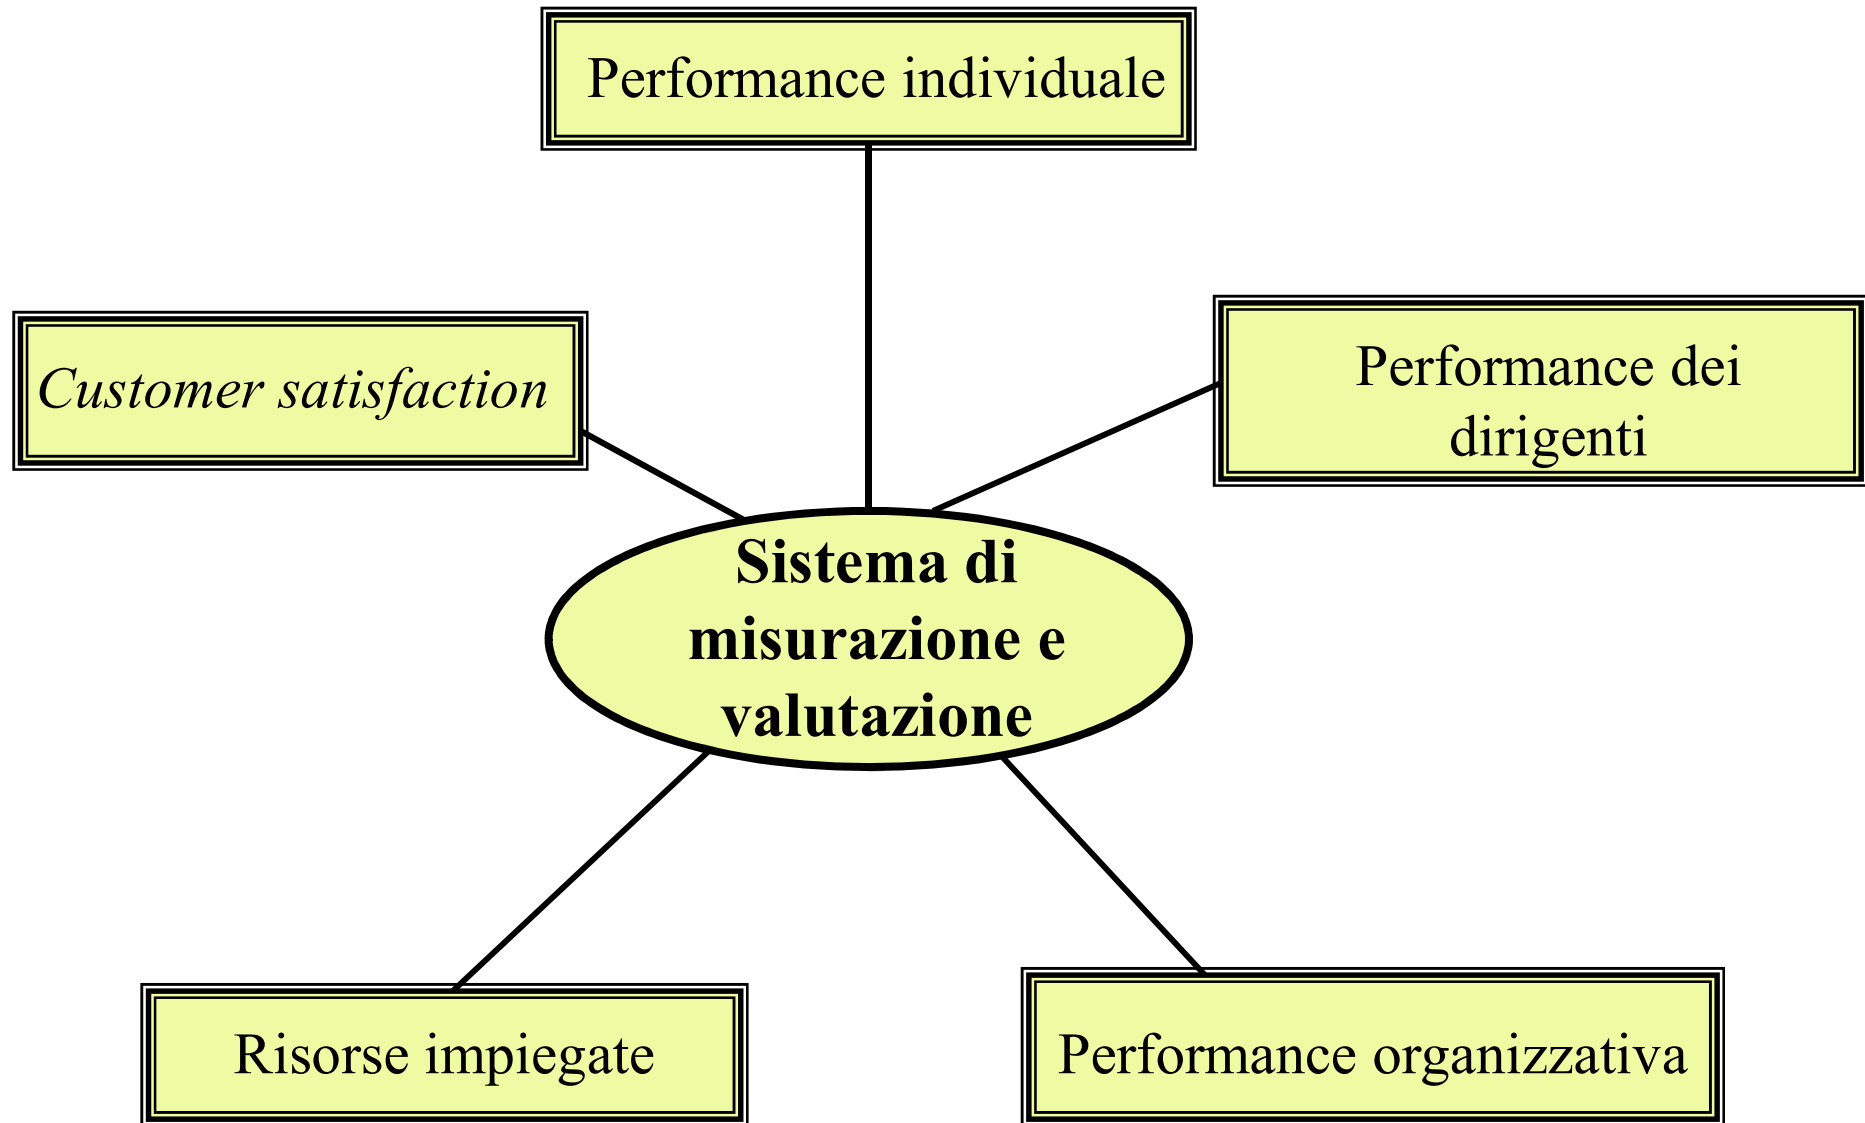 Performance individuale
Customer satisfaction
Performance dei
dirigenti
Sistema di
misurazione e
valutazione
Risorse impiegate
Performance organizzativa